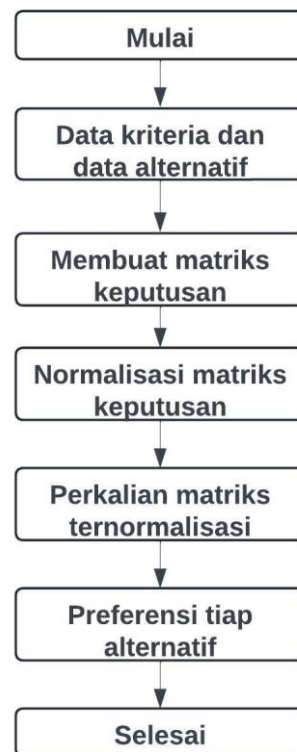 Mulai
Data kriteria dan
data alternatif
Membuat matriks
keputusan
Normalisasi matriks
keputusan
Perkalian matriks
ternormalisasi
Preferensi tiap
alternatif
Selesai